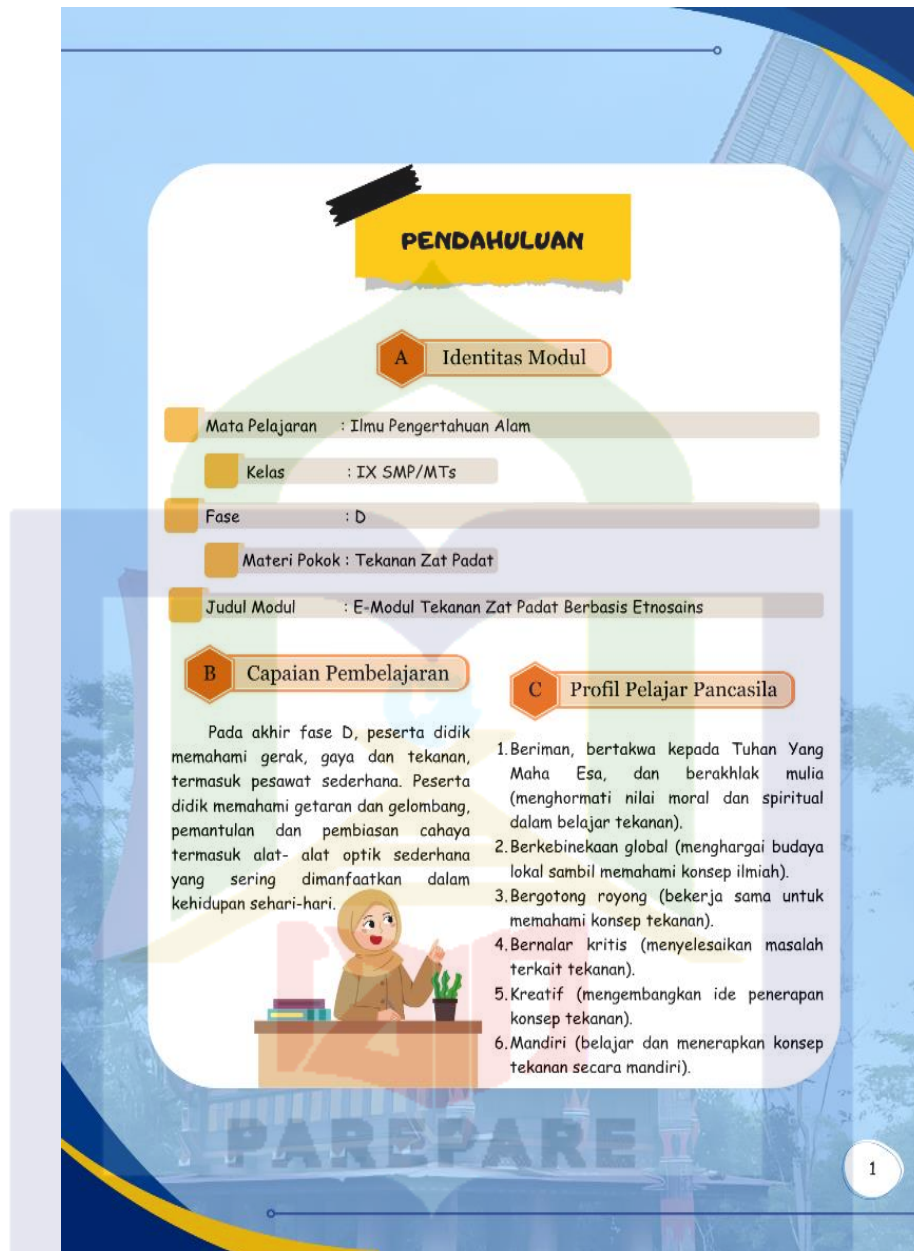 PENDAHULUAN
A Identitas Modul
Mata Pelajaran : Ilmu Pengertahuan Alam
Kelas : IX SMP/MTs
Fase : D
Materi Pokok : Tekanan Zat Padat
Judul Modul : E-Modul Tekanan Zat Padat Berbasis Etnosains
B Capaian Pembelajaran
Pada akhir fase D, peserta didik
memahami gerak, gaya dan tekanan,
termasuk pesawat sederhana. Peserta
didik memahami getaran dan gelombang,
pemantulan dan pembiasan cahaya
termasuk alat- alat optik sederhana
yang sering dimanfaatkan dalam
kehidupan sehari-hari.
C Profil Pelajar Pancasila
1. Beriman, bertakwa kepada Tuhan Yang
Maha Esa, dan berakhlak mulia
(menghormati nilai moral dan spiritual
dalam belajar tekanan).
2. Berkebinekaan global (menghargai budaya
lokal sambil memahami konsep ilmiah).
3. Bergotong royong (bekerja sama untuk
memahami konsep tekanan).
4. Bernalar kritis (menyelesaikan masalah
terkait tekanan).
5. Kreatif (mengembangkan ide penerapan
konsep tekanan).
6. Mandiri (belajar dan menerapkan konsep
tekanan secara mandiri).
PAREPARE
1